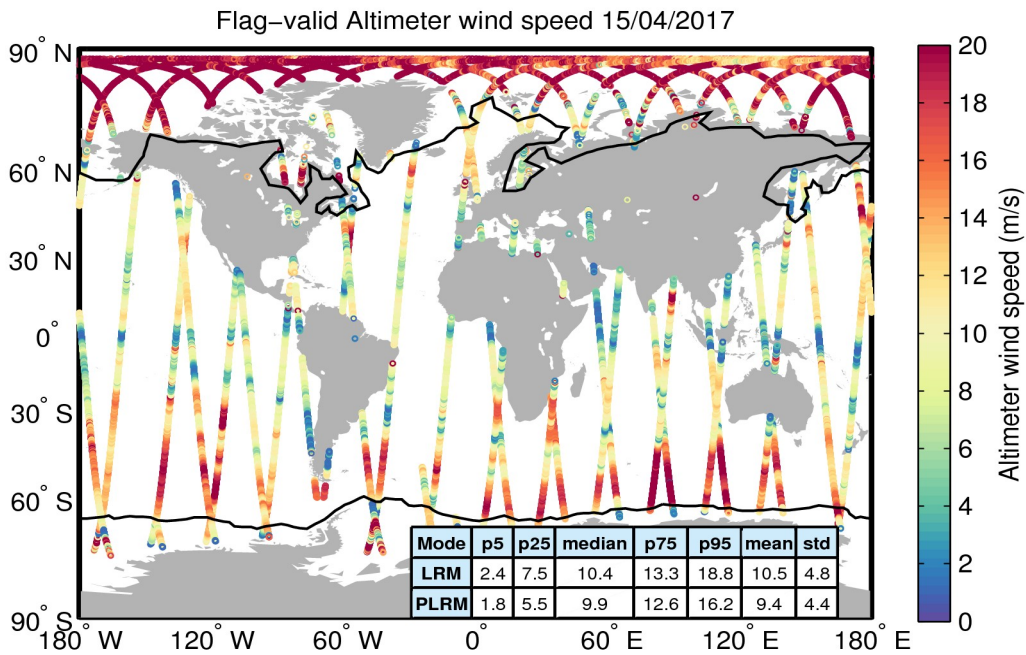 Flag−valid Altimeter wind speed 15/04/2017
90° N
60° N
30° N
0°
30° S
60° S
90° S
180° W
120° W
60° W
0°
60° E
120° E
180° E
Mode p5 p25 median p75 p95 mean std
LRM 2.4 7.5 10.4 13.3 18.8 10.5 4.8
PLRM 1.8 5.5 9.9 12.6 16.2 9.4 4.4
20
18
16
14
12
10
8
6
4
2
0
Altimeter wind speed (m/s)